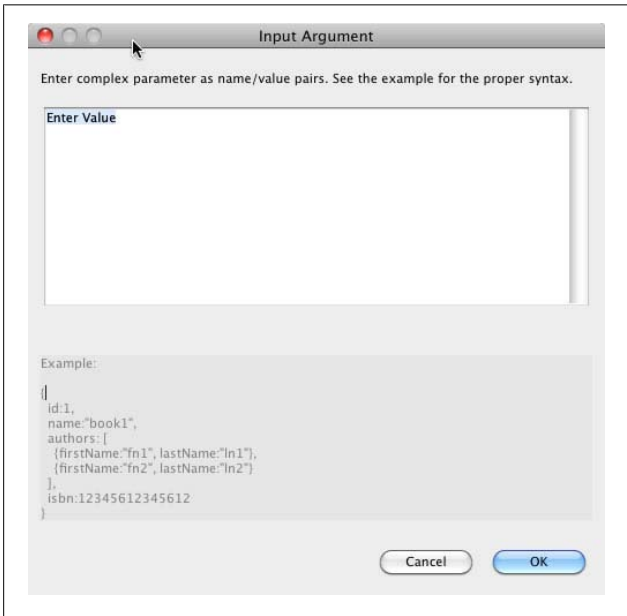 Input Argument
Enter complex parameter as name/value pairs. See the example for the proper syntax.
Enter Value
Example:
{
id:1,
name:"book1",
authors: [
{firstName:"fn1", lastName:"ln1"},
{firstName:"fn2", lastName:"ln2"}
],
isbn:12345612345612
}
Cancel
OK